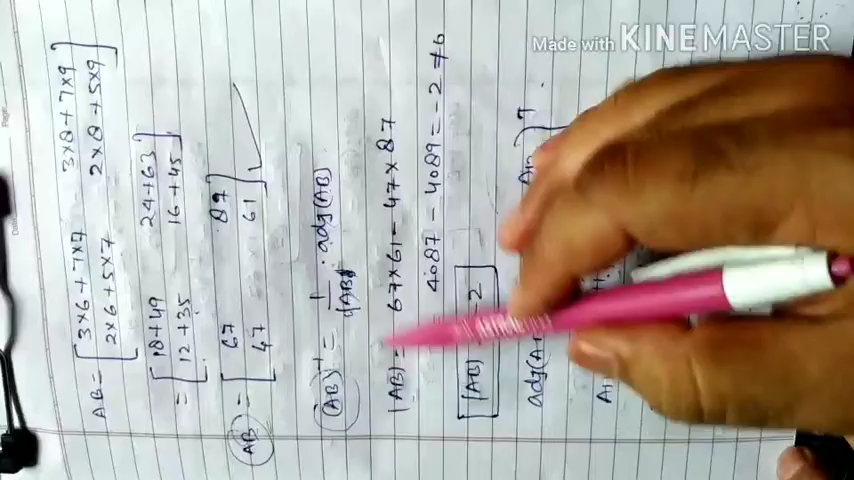 Made with KINEMASTER
AB = [3×6+7×7 3×8+7×9
2×6+5×7 2×8+5×9]
= [18+49 24+63
12+35 16+45]
AB = [67 87
47 61]
(AB)⁻¹ = 1/|AB| · adj(AB)
|AB| = 67×61 - 47×87
4087 - 4089 = -2 ≠ 0
|AB| -2